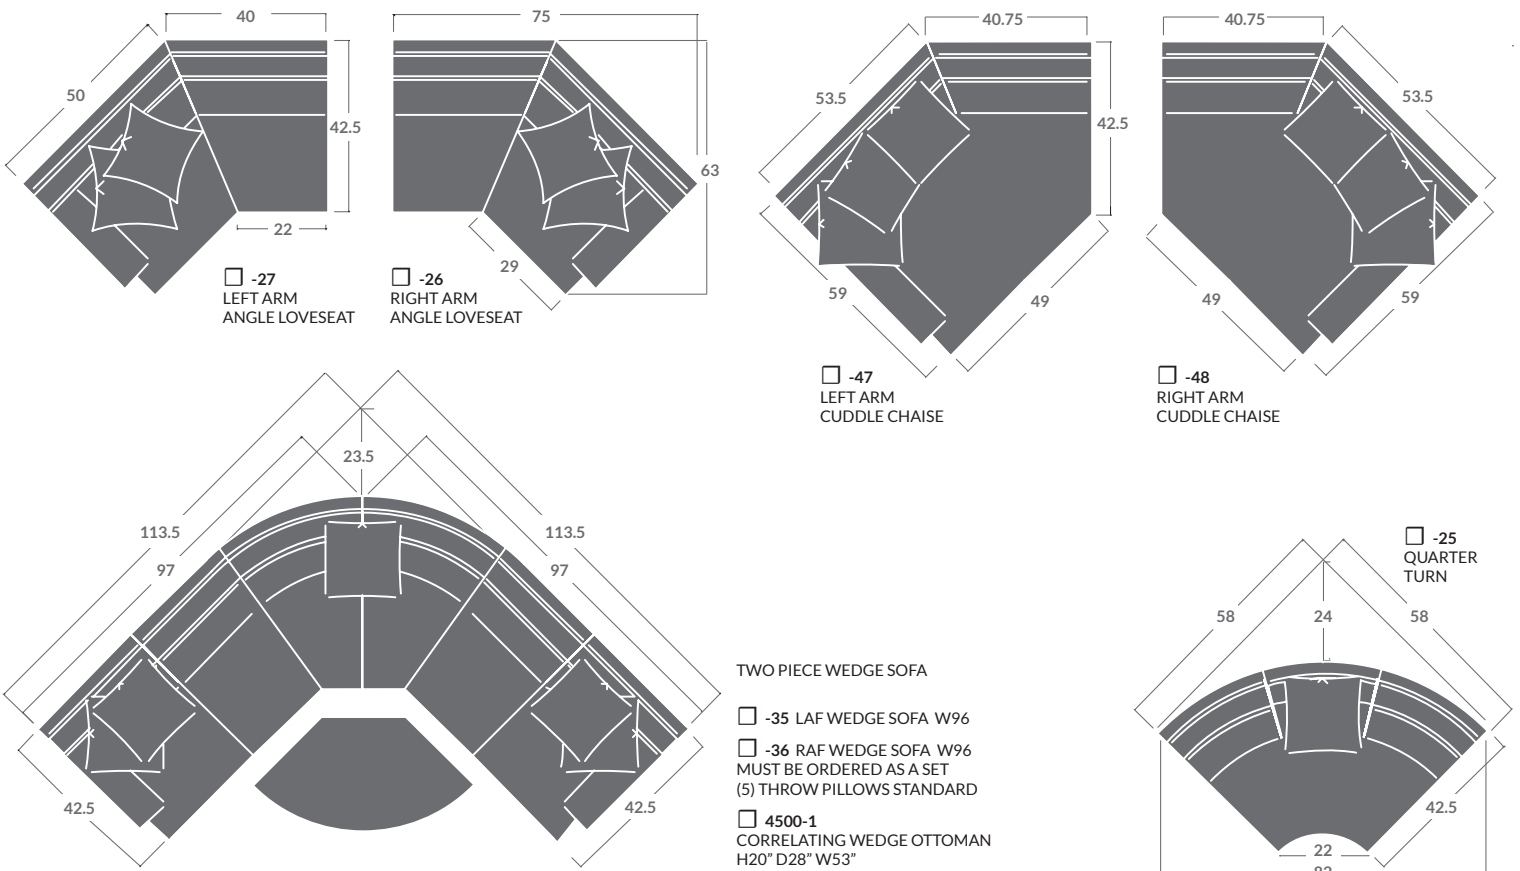 40
50
42.5
22
☐ -27
LEFT ARM
ANGLE LOVESEAT
75
63
29
☐ -26
RIGHT ARM
ANGLE LOVESEAT
40.75
53.5
42.5
59
49
☐ -47
LEFT ARM
CUDDLE CHAISE
40.75
53.5
49
59
☐ -48
RIGHT ARM
CUDDLE CHAISE
23.5
113.5
113.5
97
97
42.5
42.5
TWO PIECE WEDGE SOFA
☐ -35 LAF WEDGE SOFA W96
☐ -36 RAF WEDGE SOFA W96
MUST BE ORDERED AS A SET
(5) THROW PILLOWS STANDARD
☐ 4500-1
CORRELATING WEDGE OTTOMAN
H20” D28” W53”
☐ -25
QUARTER
TURN
58
24
58
42.5
22